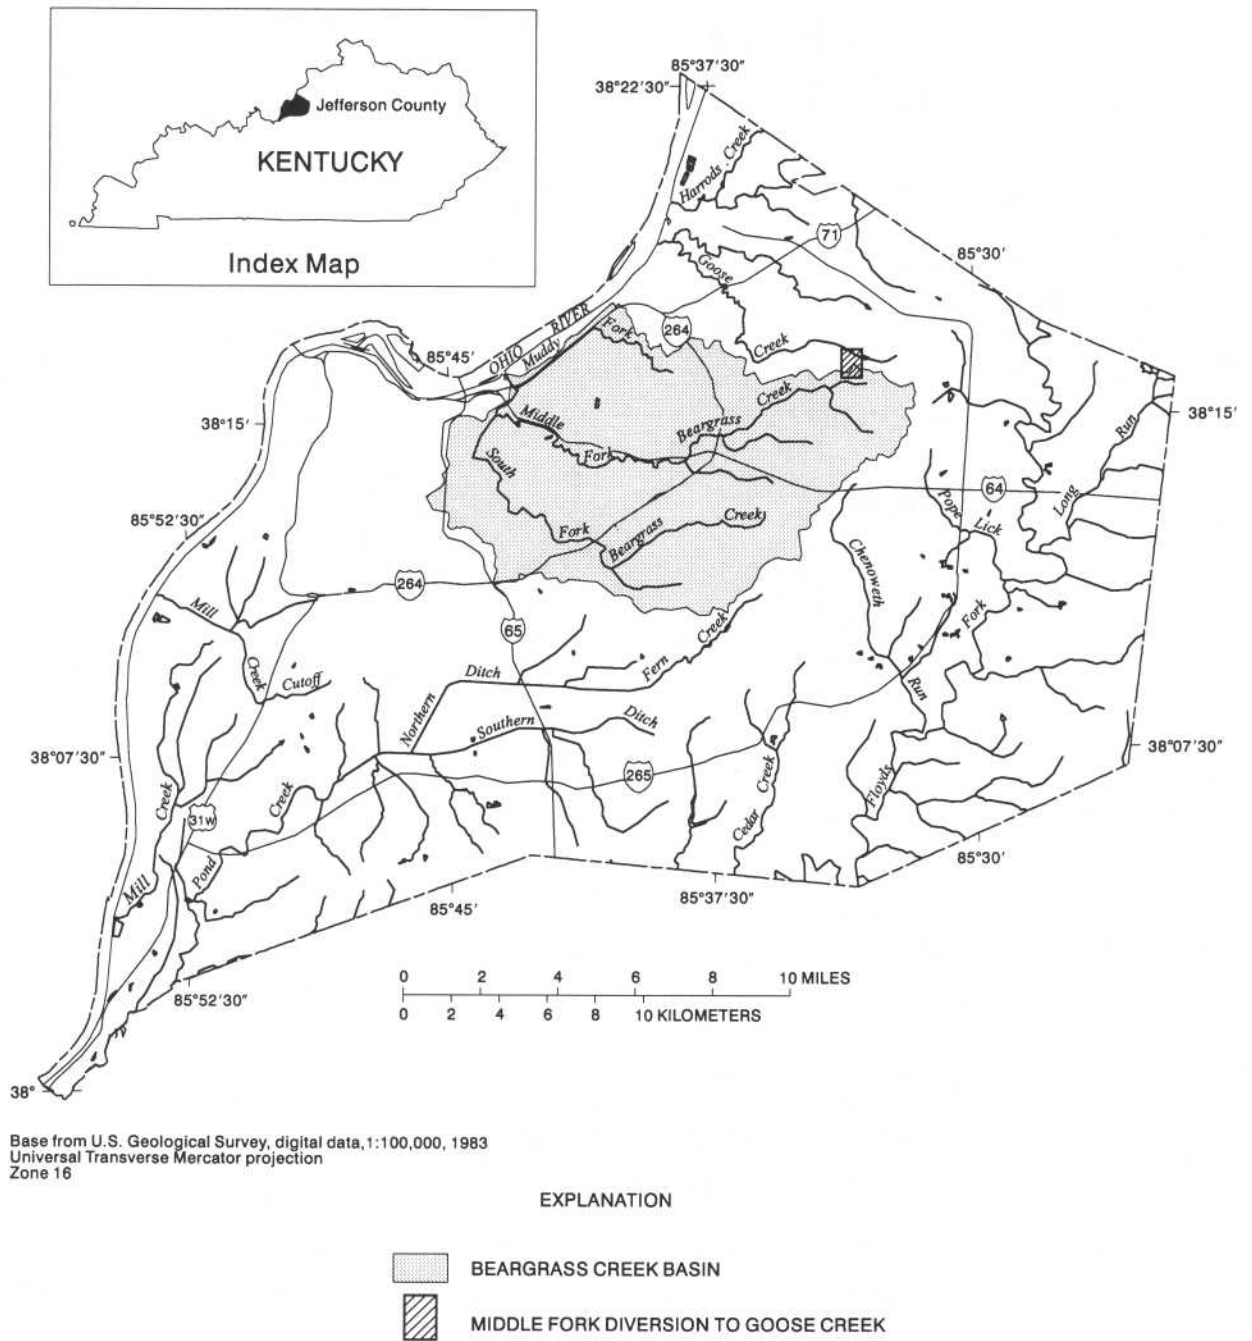 Jefferson County
KENTUCKY
Index Map
85°37'30"
38°22'30"
Harrods Creek
71
85°30'
Goose
Creek
OHIO RIVER
Muddy
Fork
264
85°45'
38°15'
Middle
Fork
Beargrass
Creek
38°15'
South
Fork
Beargrass
Creek
Run
Long
64
Pope
Lick
85°52'30"
Chenoweth
Run
Fork
264
Mill
Creek
Cutoff
65
Fern
Creek
Northern
Ditch
Southern
Ditch
38°07'30"
38°07'30"
265
Creek
Mill
31W
Pond
Creek
Cedar
Creek
Floyds
85°30'
85°37'30"
85°45'
85°52'30"
0 2 4 6 8 10 MILES
0 2 4 6 8 10 KILOMETERS
38°
Base from U.S. Geological Survey, digital data,1:100,000, 1983
Universal Transverse Mercator projection
Zone 16
EXPLANATION
BEARGRASS CREEK BASIN
MIDDLE FORK DIVERSION TO GOOSE CREEK